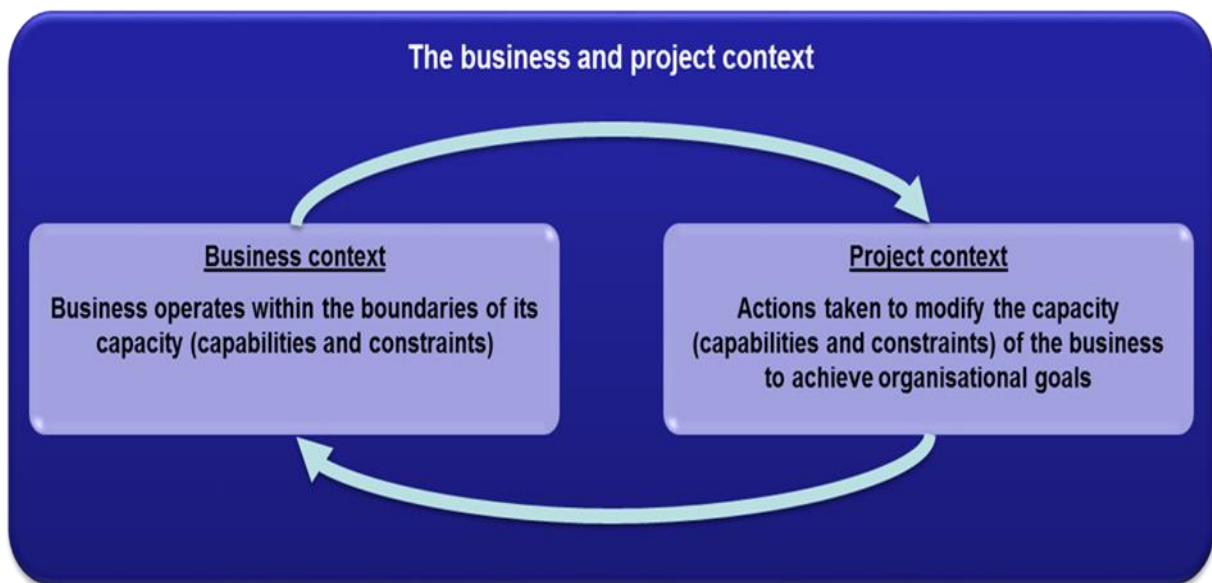 The business and project context
Business context
Business operates within the boundaries of its
capacity (capabilities and constraints)
Project context
Actions taken to modify the capacity
(capabilities and constraints) of the business
to achieve organisational goals